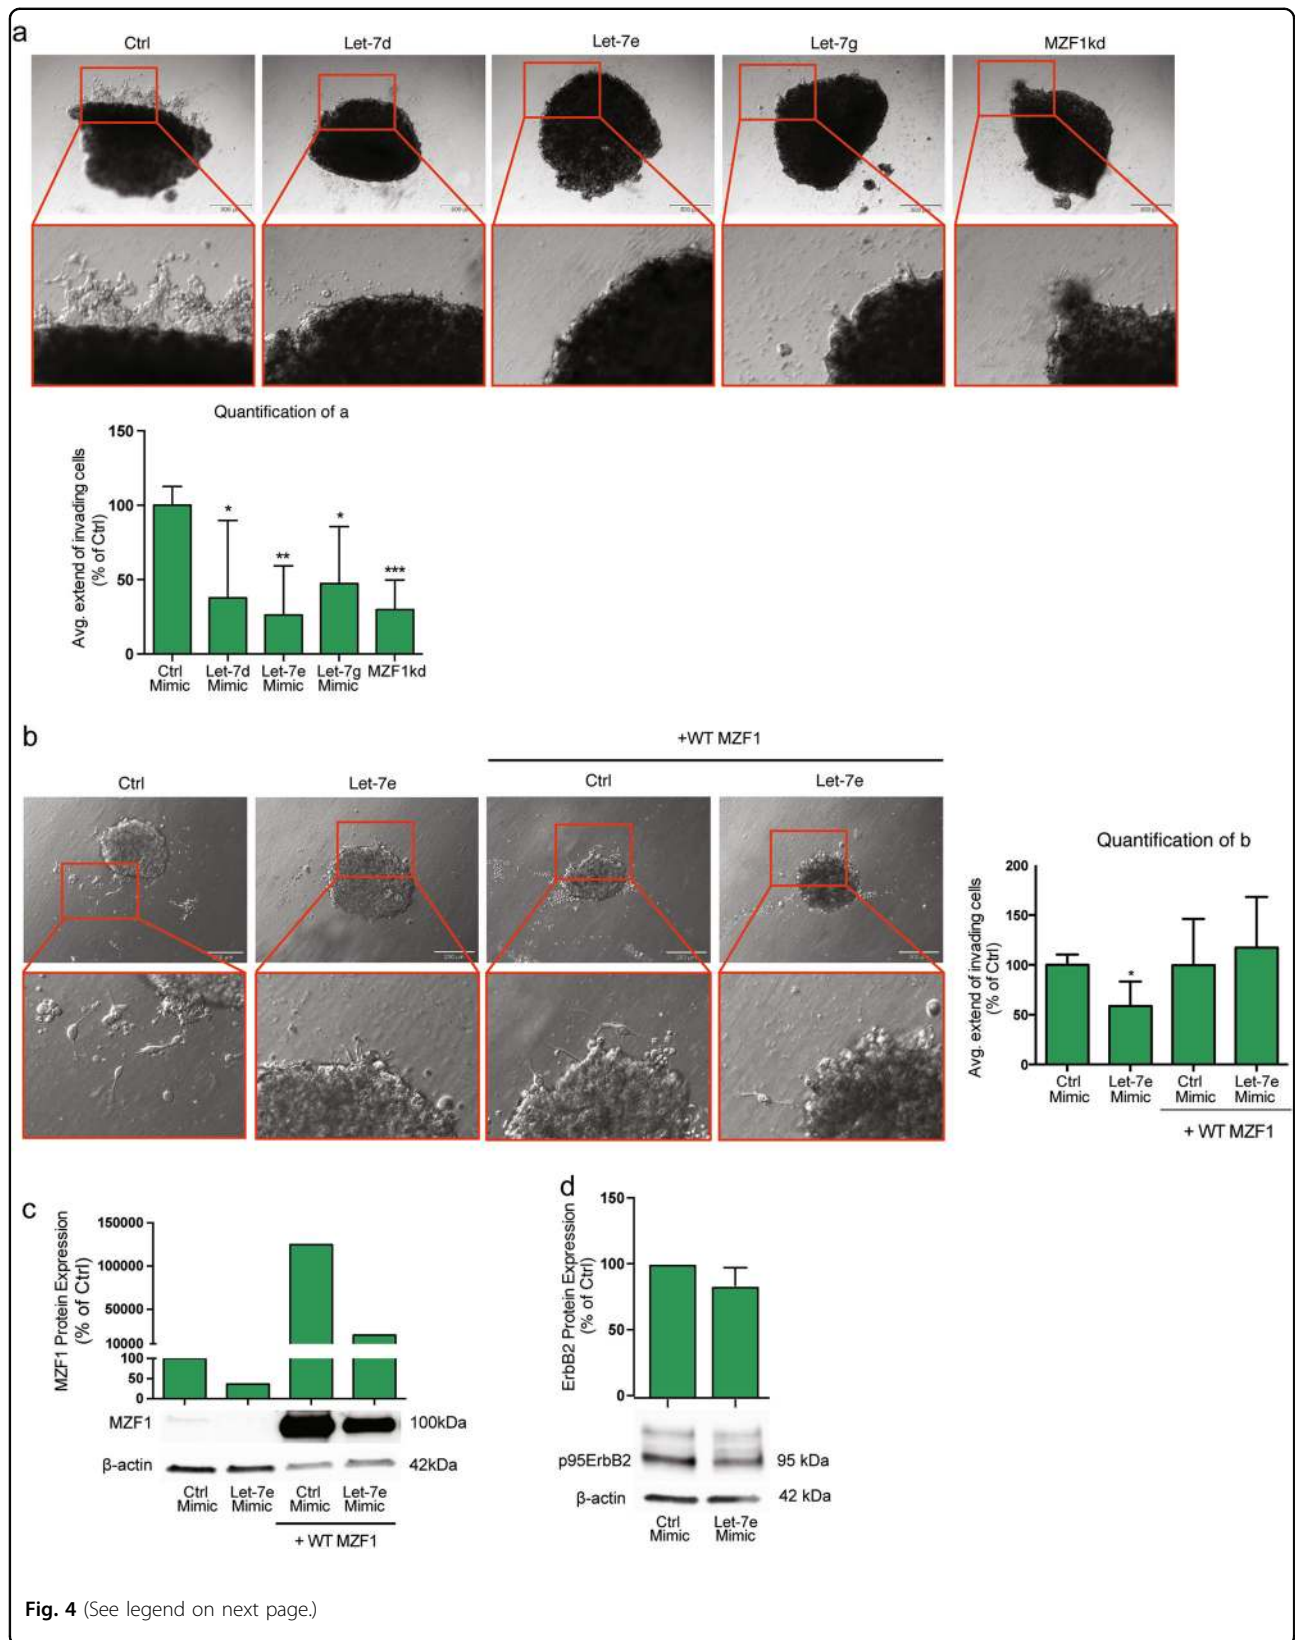 a
Ctrl
Let-7d
Let-7e
Let-7g
MZF1kd
Quantification of a
Avg. extend of invading cells
(% of Ctrl)
150
100
50
0
*
**
*
***
Ctrl
Mimic
Let-7d
Mimic
Let-7e
Mimic
Let-7g
Mimic
MZF1kd
b
+WT MZF1
Ctrl
Let-7e
Ctrl
Let-7e
Quantification of b
Avg. extend of invading cells
(% of Ctrl)
200
150
100
50
0
*
Ctrl
Mimic
Let-7e
Mimic
Ctrl
Mimic
Let-7e
Mimic
+ WT MZF1
c
MZF1 Protein Expression
(% of Ctrl)
150000
100000
50000
10000
100
50
0
MZF1
100kDa
β-actin
42kDa
Ctrl
Mimic
Let-7e
Mimic
Ctrl
Mimic
Let-7e
Mimic
+ WT MZF1
d
ErbB2 Protein Expression
(% of Ctrl)
150
100
50
0
p95ErbB2
95 kDa
β-actin
42 kDa
Ctrl
Mimic
Let-7e
Mimic
Fig. 4 (See legend on next page.)